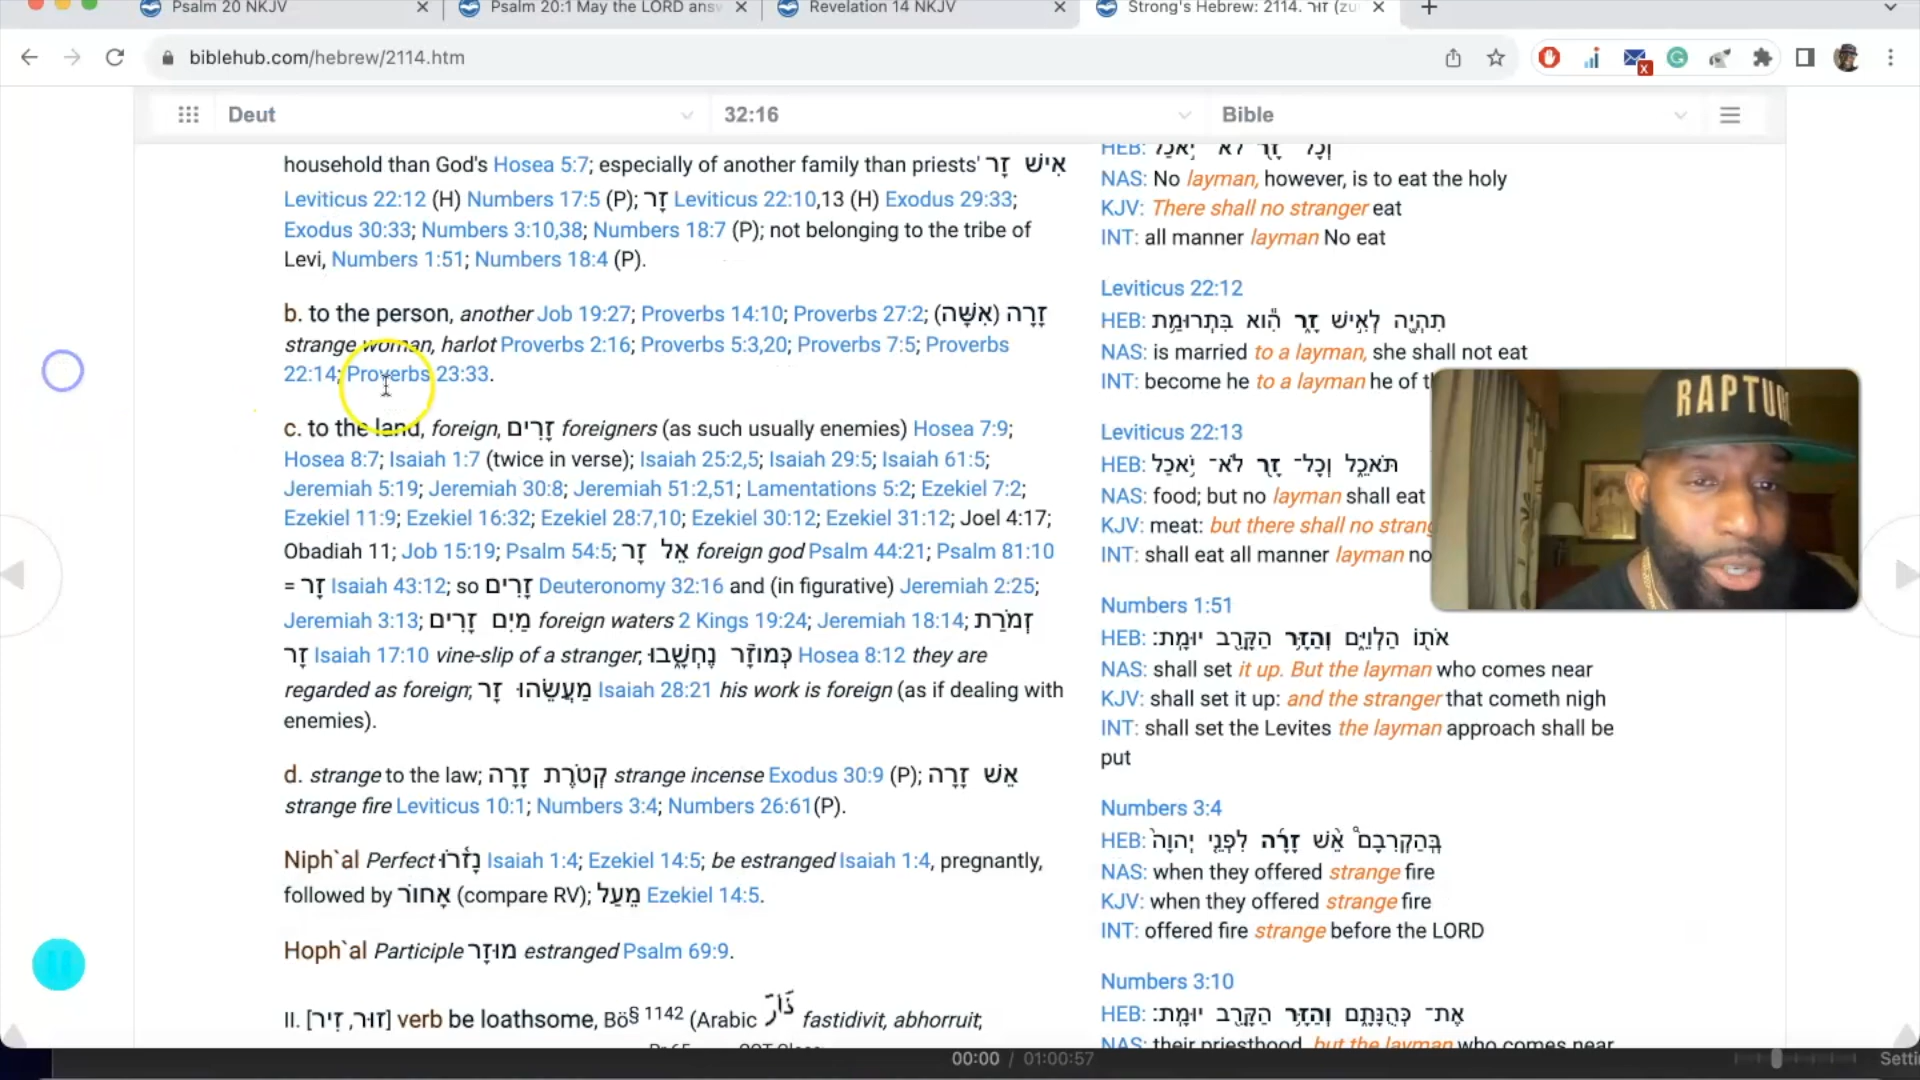 Psalm 20 NKJV
Psalm 20:1 May the LORD ans
Revelation 14 NKJV
Strong's Hebrew: 2114. זוּר (zu
biblehub.com/hebrew/2114.htm
Deut
32:16
Bible
household than God's Hosea 5:7; especially of another family than priests' אִישׁ זָר
Leviticus 22:12 (H) Numbers 17:5 (P); זָר Leviticus 22:10,13 (H) Exodus 29:33;
Exodus 30:33; Numbers 3:10,38; Numbers 18:7 (P); not belonging to the tribe of
Levi, Numbers 1:51; Numbers 18:4 (P).
b. to the person, another Job 19:27; Proverbs 14:10; Proverbs 27:2; (אִשָּׁה) זָרָה
strange woman, harlot Proverbs 2:16; Proverbs 5:3,20; Proverbs 7:5; Proverbs
22:14; Proverbs 23:33.
c. to the land, foreign, זָרִים foreigners (as such usually enemies) Hosea 7:9;
Hosea 8:7; Isaiah 1:7 (twice in verse); Isaiah 25:2,5; Isaiah 29:5; Isaiah 61:5;
Jeremiah 5:19; Jeremiah 30:8; Jeremiah 51:2,51; Lamentations 5:2; Ezekiel 7:2;
Ezekiel 11:9; Ezekiel 16:32; Ezekiel 28:7,10; Ezekiel 30:12; Ezekiel 31:12; Joel 4:17;
Obadiah 11; Job 15:19; Psalm 54:5; אֵל זָר foreign god Psalm 44:21; Psalm 81:10
= זָר Isaiah 43:12; so זָרִים Deuteronomy 32:16 and (in figurative) Jeremiah 2:25;
Jeremiah 3:13; מַיִם זָרִים foreign waters 2 Kings 19:24; Jeremiah 18:14; זְמֹרַת
זָר Isaiah 17:10 vine-slip of a stranger; כְּמוֺזָֿר נֶחְשָׁ֑בוּ Hosea 8:12 they are
regarded as foreign; זָר מַעֲשֵׂהוּ Isaiah 28:21 his work is foreign (as if dealing with
enemies).
d. strange to the law; קְטֹרֶת זָרָה strange incense Exodus 30:9 (P); אֵשׁ זָרָה
strange fire Leviticus 10:1; Numbers 3:4; Numbers 26:61(P).
Niph`al Perfect נָזֹ֫רוּ Isaiah 1:4; Ezekiel 14:5; be estranged Isaiah 1:4, pregnantly,
followed by אָחוֺר (compare RV); מֵעַל Ezekiel 14:5.
Hoph`al Participle מוּזָר estranged Psalm 69:9.
II. [זוּר, זִיר] verb be loathsome, Bö§ 1142 (Arabic fastidivit, abhorruit;
HEB: וְכָל־ זָ֖ר לֹא־ יֹ֣אכַל
NAS: No layman, however, is to eat the holy
KJV: There shall no stranger eat
INT: all manner layman No eat
Leviticus 22:12
HEB: תִהְיֶ֖ה לְאִ֣ישׁ זָ֑ר הִ֕וא בִּתְרוּמַ֥ת
NAS: is married to a layman, she shall not eat
INT: become he to a layman he of t
Leviticus 22:13
HEB: תֹּאכֵ֑ל וְכָל־ זָ֖ר לֹא־ יֹ֥אכַל
NAS: food; but no layman shall eat
KJV: meat: but there shall no strang
INT: shall eat all manner layman no
Numbers 1:51
HEB: אֹת֖וֹ הַלְוִיִּ֑ם וְהַזָּ֥ר הַקָּרֵ֖ב יוּמָֽת׃
NAS: shall set it up. But the layman who comes near
KJV: shall set it up: and the stranger that cometh nigh
INT: shall set the Levites the layman approach shall be
put
Numbers 3:4
HEB: בְּֽהַקְרִבָם֩ אֵ֨שׁ זָרָ֜ה לִפְנֵ֤י יְהוָה֙
NAS: when they offered strange fire
KJV: when they offered strange fire
INT: offered fire strange before the LORD
Numbers 3:10
HEB: אֶת־ כְּהֻנָּתָ֑ם וְהַזָּ֥ר הַקָּרֵ֖ב יוּמָֽת׃
NAS: their priesthood, but the layman who comes near
RAPTU
00:00 / 01:00:57
Setti